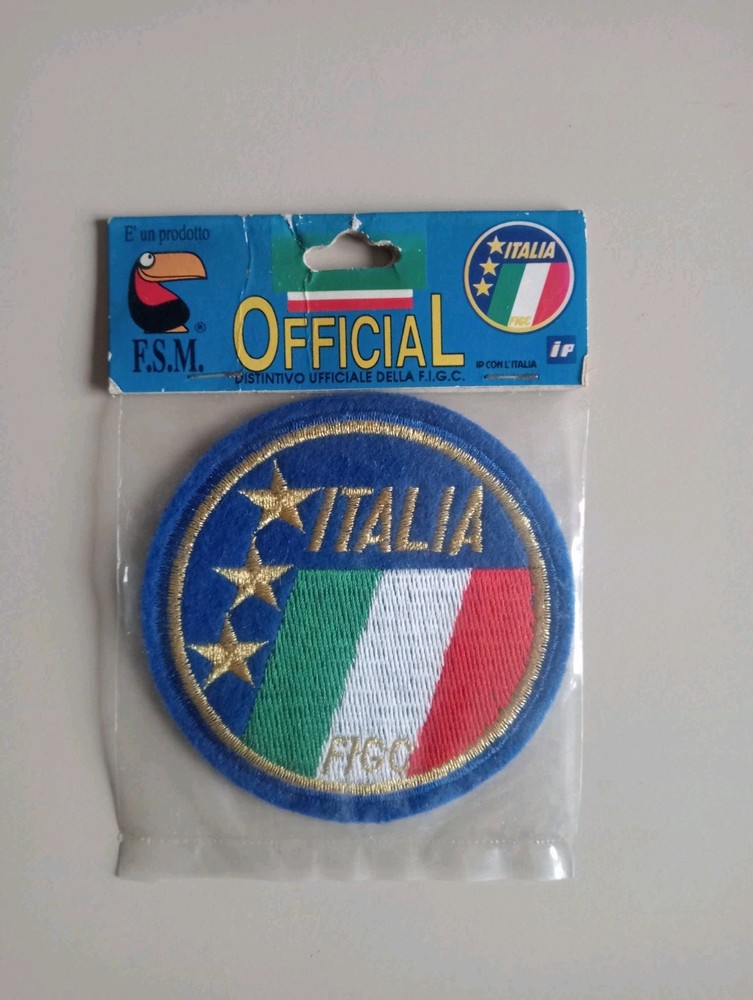 E' un prodotto
F.S.M.
®
OFFICIAL
DISTINTIVO UFFICIALE DELLA F.I.G.C.
ITALIA
FIGC
IP CON L'ITALIA
iP
ITALIA
FIGC